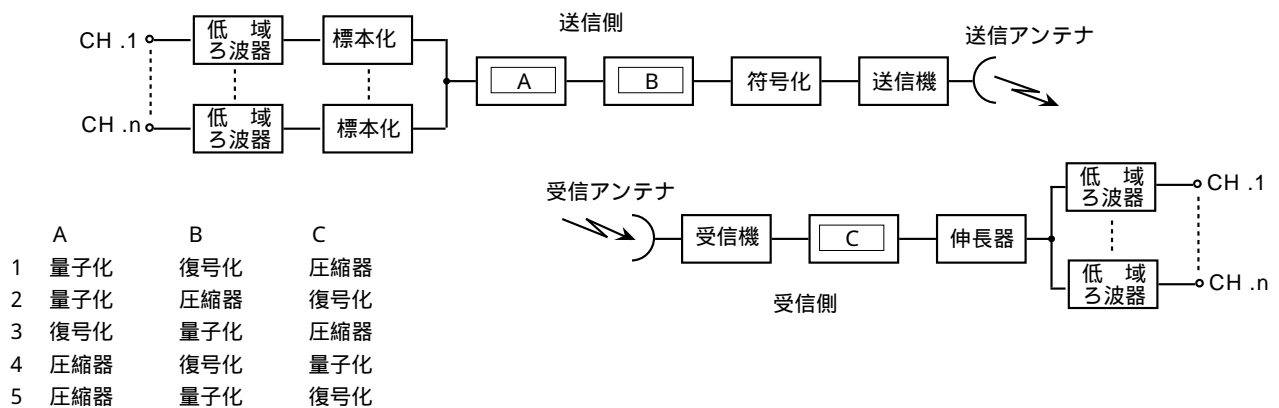 送信側
CH .1
低 域
ろ波器
標本化
送信アンテナ
A
B
符号化
送信機
CH .n
低 域
ろ波器
標本化
受信アンテナ
低 域
ろ波器
CH .1
受信機
C
伸長器
低 域
ろ波器
CH .n
受信側
A B C
1 量子化 復号化 圧縮器
2 量子化 圧縮器 復号化
3 復号化 量子化 圧縮器
4 圧縮器 復号化 量子化
5 圧縮器 量子化 復号化